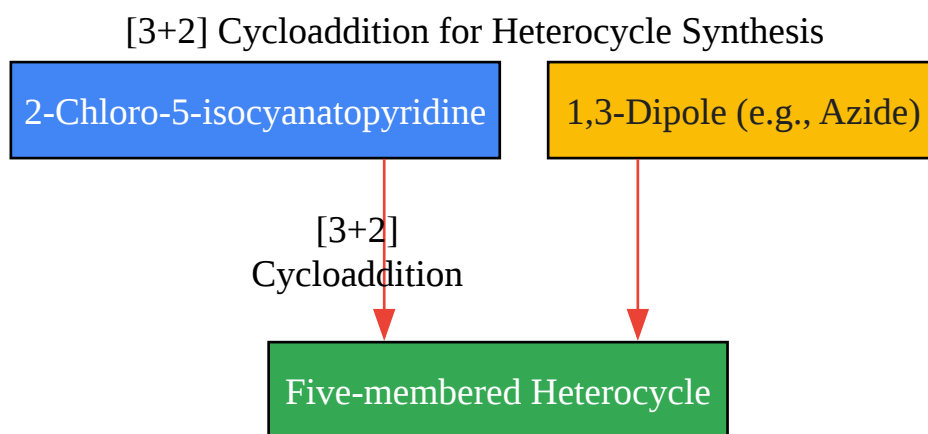 [3+2] Cycloaddition for Heterocycle Synthesis
2-Chloro-5-isocyanatopyridine
1,3-Dipole (e.g., Azide)
[3+2]
Cycloaddition
Five-membered Heterocycle